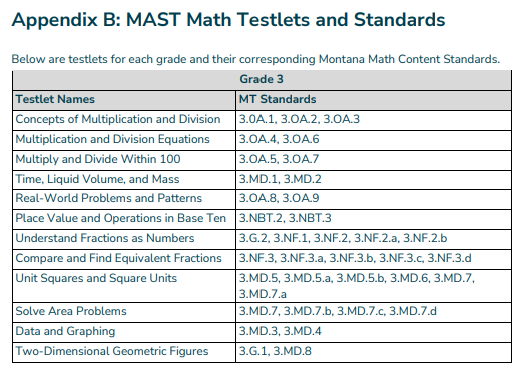 Appendix B: MAST Math Testlets and Standards
Below are testlets for each grade and their corresponding Montana Math Content Standards.
Grade 3
Testlet Names MT Standards
Concepts of Multiplication and Division 3.0A.1, 3.OA.2, 3.OA.3
Multiplication and Division Equations 3.OA.4, 3.OA.6
Multiply and Divide Within 100 3.OA.5, 3.OA.7
Time, Liquid Volume, and Mass 3.MD.1, 3.MD.2
Real-World Problems and Patterns 3.OA.8, 3.OA.9
Place Value and Operations in Base Ten 3.NBT.2, 3.NBT.3
Understand Fractions as Numbers 3.G.2, 3.NF.1, 3.NF.2, 3.NF.2.a, 3.NF.2.b
Compare and Find Equivalent Fractions 3.NF.3, 3.NF.3.a, 3.NF.3.b, 3.NF.3.c, 3.NF.3.d
Unit Squares and Square Units 3.MD.5, 3.MD.5.a, 3.MD.5.b, 3.MD.6, 3.MD.7,
3.MD.7.a
Solve Area Problems 3.MD.7, 3.MD.7.b, 3.MD.7.c, 3.MD.7.d
Data and Graphing 3.MD.3, 3.MD.4
Two-Dimensional Geometric Figures 3.G.1, 3.MD.8